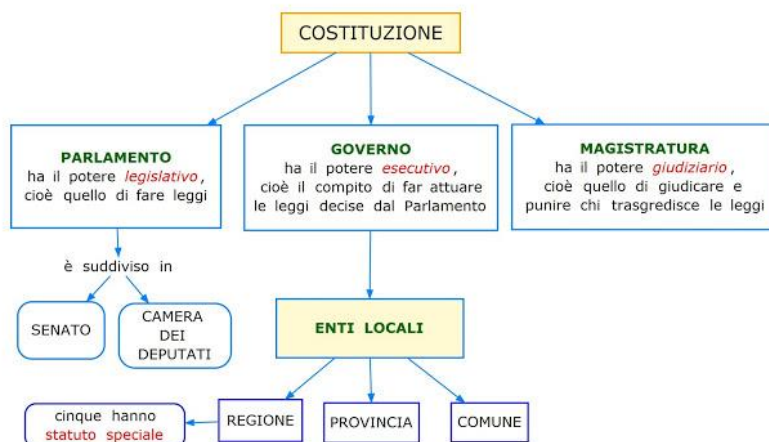 COSTITUZIONE
PARLAMENTO
ha il potere legislativo,
cioè quello di fare leggi
GOVERNO
ha il potere esecutivo,
cioè il compito di far attuare
le leggi decise dal Parlamento
MAGISTRATURA
ha il potere giudiziario,
cioè quello di giudicare e
punire chi trasgredisce le leggi
è suddiviso in
SENATO
CAMERA
DEI
DEPUTATI
ENTI LOCALI
cinque hanno
statuto speciale
REGIONE
PROVINCIA
COMUNE